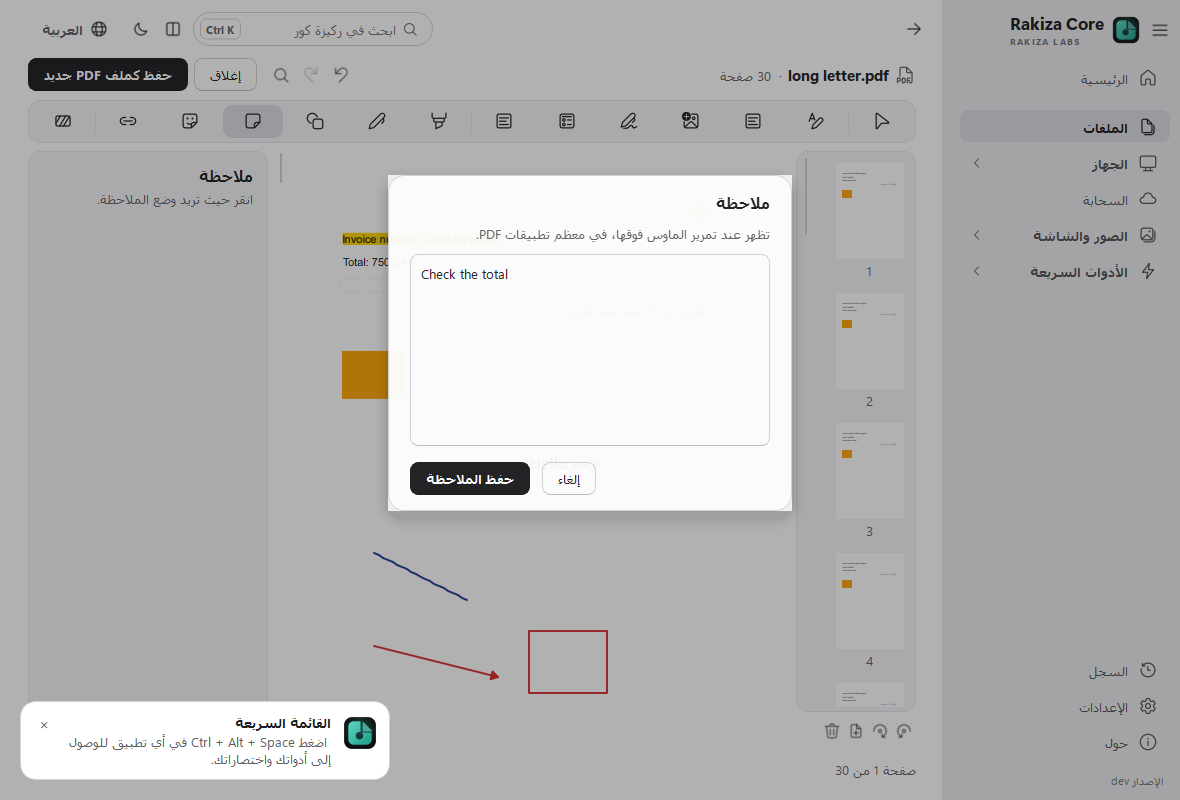 Rakiza Core
RAKIZA LABS
الرئيسية
الملفات
الجهاز
السحابة
الصور والشاشة
الأدوات السريعة
السجل
الإعدادات
حول
الإصدار dev
ابحث في ركيزة كور
Ctrl K
العربية
long letter.pdf · 30 صفحة
إغلاق
حفظ كملف PDF جديد
1
2
3
4
صفحة 1 من 30
ملاحظة
انقر حيث تريد وضع الملاحظة.
Invoice
Total: 750
ملاحظة
تظهر عند تمرير الماوس فوقها، في معظم تطبيقات PDF.
Check the total
إلغاء
حفظ الملاحظة
القائمة السريعة
اضغط Ctrl + Alt + Space في أي تطبيق للوصول
إلى أدواتك واختصاراتك.